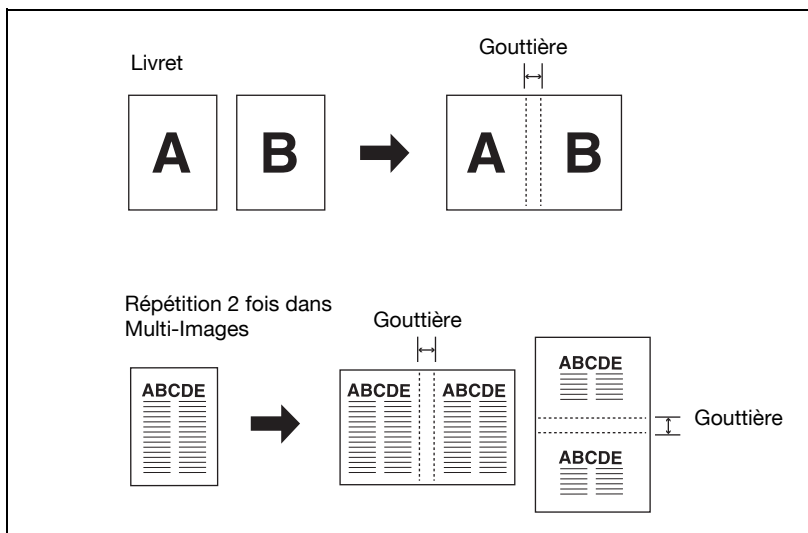 Livret
Gouttière
A
B
A
B
Répétition 2 fois dans
Multi-Images
Gouttière
ABCDE
ABCDE
ABCDE
ABCDE
Gouttière
ABCDE